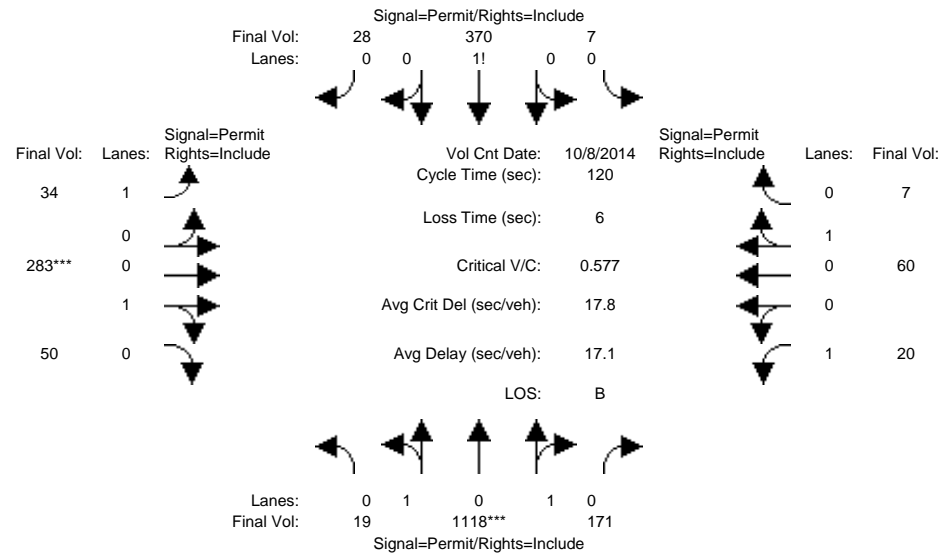 Signal=Permit/Rights=Include
Final Vol: 28 370 7
Lanes: 0 0 1! 0 0
Signal=Permit
Final Vol: Lanes: Rights=Include
Vol Cnt Date: 10/8/2014
Signal=Permit
Rights=Include Lanes: Final Vol:
Cycle Time (sec): 120
34 1
0 7
Loss Time (sec): 6
0
1
283*** 0
Critical V/C: 0.577
0 60
1
Avg Crit Del (sec/veh): 17.8
0
50 0
Avg Delay (sec/veh): 17.1
1 20
LOS: B
Lanes: 0 1 0 1 0
Final Vol: 19 1118*** 171
Signal=Permit/Rights=Include